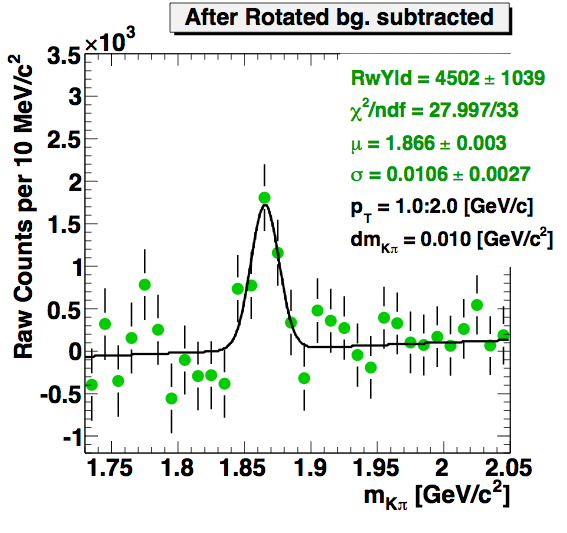 After Rotated bg. subtracted
×10³
3.5
3
2.5
2
1.5
1
0.5
0
-0.5
-1
Raw Counts per 10 MeV/c²
RwYld = 4502 ± 1039
χ²/ndf = 27.997/33
μ = 1.866 ± 0.003
σ = 0.0106 ± 0.0027
p_T = 1.0:2.0 [GeV/c]
dm_Kπ = 0.010 [GeV/c²]
1.75 1.8 1.85 1.9 1.95 2 2.05
m_Kπ [GeV/c²]